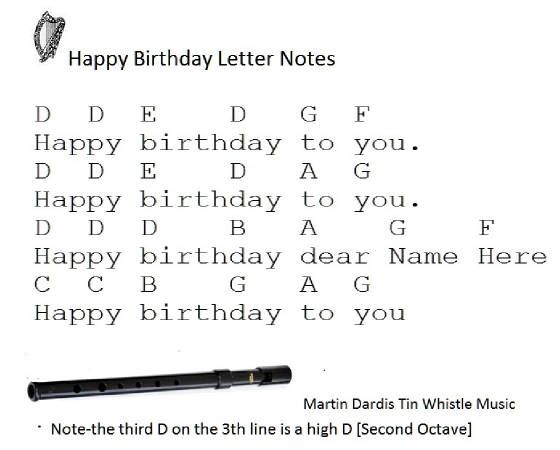 Happy Birthday Letter Notes
D D E D G F
Happy birthday to you.
D D E D A G
Happy birthday to you.
D D D B A G F
Happy birthday dear Name Here
C C B G A G
Happy birthday to you
Martin Dardis Tin Whistle Music
· Note-the third D on the 3th line is a high D [Second Octave]